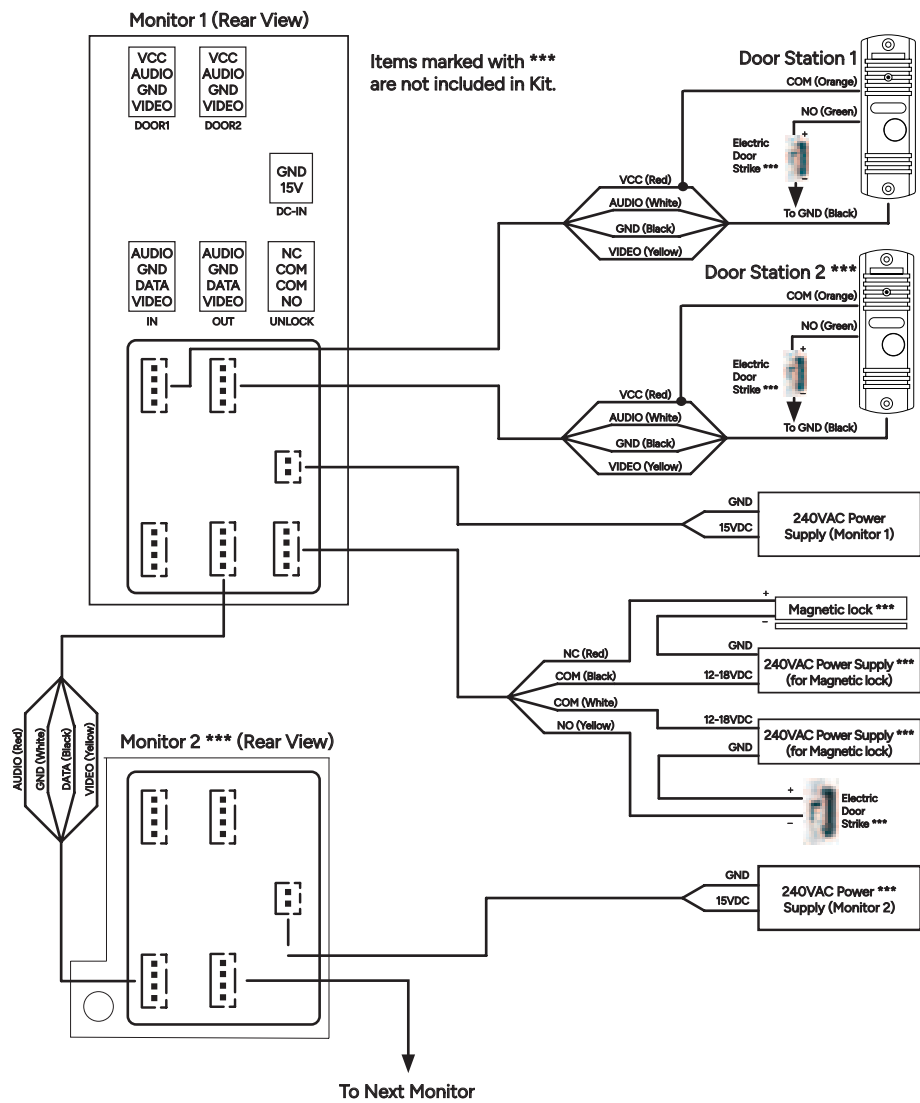 Monitor 1 (Rear View)
VCC
AUDIO
GND
VIDEO
DOOR1
VCC
AUDIO
GND
VIDEO
DOOR2
GND
15V
DC-IN
AUDIO
GND
DATA
VIDEO
IN
AUDIO
GND
DATA
VIDEO
OUT
NC
COM
COM
NO
UNLOCK
Items marked with ***
are not included in Kit.
Door Station 1
COM (Orange)
NO (Green)
+
Electric
Door
Strike ***
–
To GND (Black)
VCC (Red)
AUDIO (White)
GND (Black)
VIDEO (Yellow)
Door Station 2 ***
COM (Orange)
NO (Green)
+
Electric
Door
Strike ***
–
To GND (Black)
VCC (Red)
AUDIO (White)
GND (Black)
VIDEO (Yellow)
GND
15VDC
240VAC Power
Supply (Monitor 1)
+
–
Magnetic lock ***
NC (Red)
COM (Black)
COM (White)
NO (Yellow)
GND
12-18VDC
240VAC Power Supply ***
(for Magnetic lock)
12-18VDC
GND
240VAC Power Supply ***
(for Magnetic lock)
+
–
Electric
Door
Strike ***
AUDIO (Red)
GND (White)
DATA (Black)
VIDEO (Yellow)
Monitor 2 *** (Rear View)
GND
15VDC
240VAC Power ***
Supply (Monitor 2)
To Next Monitor